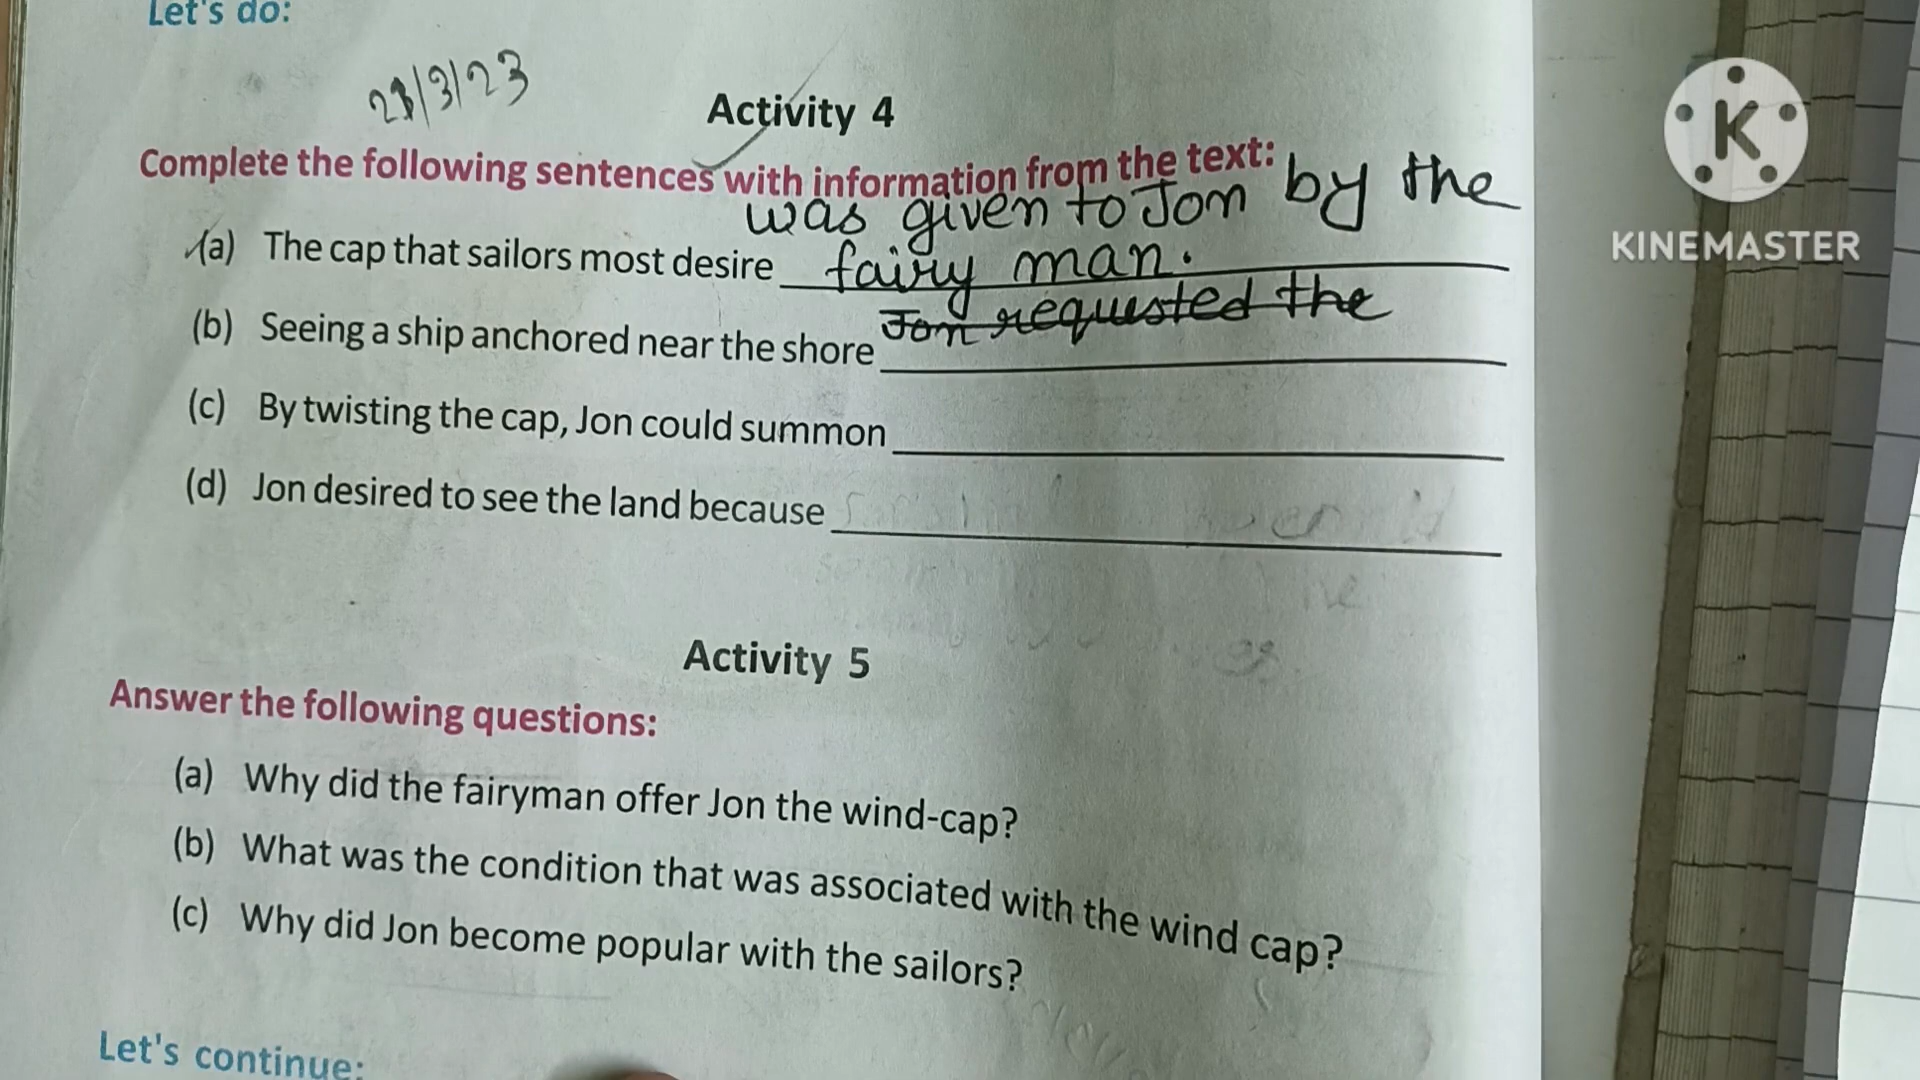 Let's do:
21/3/23
Activity 4
Complete the following sentences with information from the text:
was given to Jon by the
(a) The cap that sailors most desire fairy man.
(b) Seeing a ship anchored near the shore Jon requested the
(c) By twisting the cap, Jon could summon
(d) Jon desired to see the land because
Activity 5
Answer the following questions:
(a) Why did the fairyman offer Jon the wind-cap?
(b) What was the condition that was associated with the wind cap?
(c) Why did Jon become popular with the sailors?
Let's continue:
K
KINEMASTER